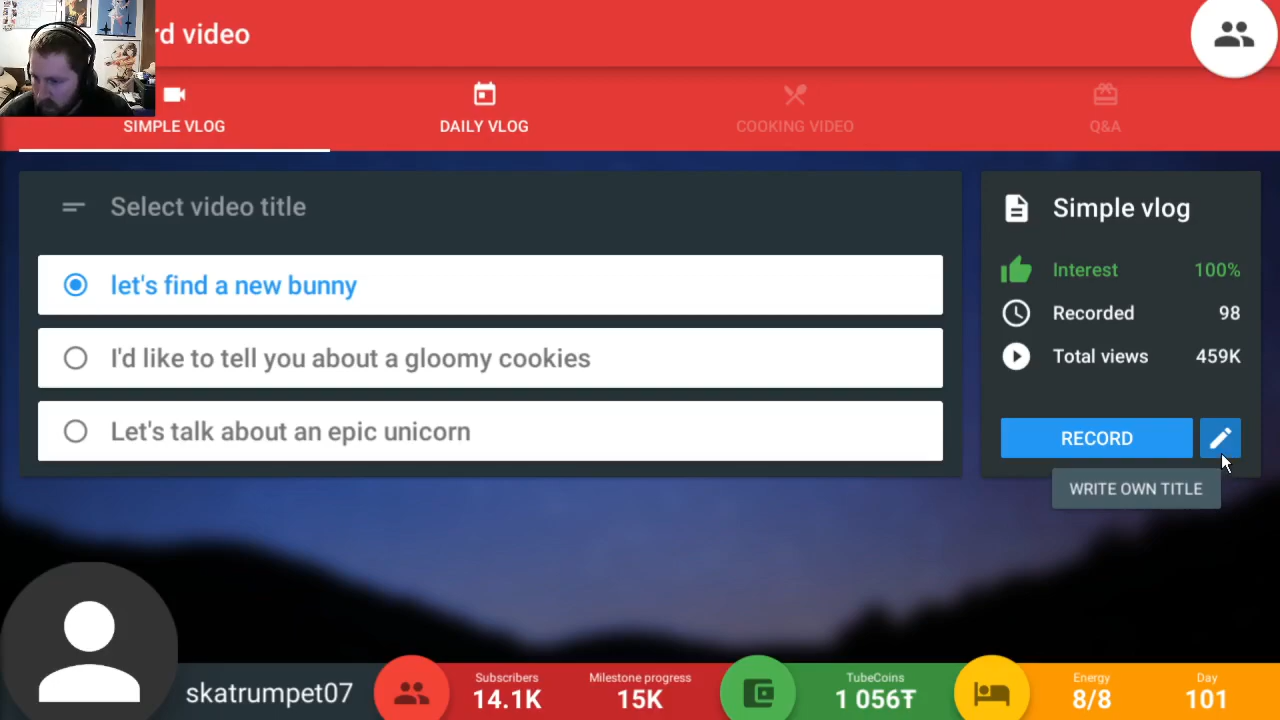 rd video
SIMPLE VLOG
DAILY VLOG
COOKING VIDEO
Q&A
Select video title
let's find a new bunny
I'd like to tell you about a gloomy cookies
Let's talk about an epic unicorn
Simple vlog
Interest 100%
Recorded 98
Total views 459K
RECORD
WRITE OWN TITLE
skatrumpet07
Subscribers
14.1K
Milestone progress
15K
TubeCoins
1 056₸
Energy
8/8
Day
101